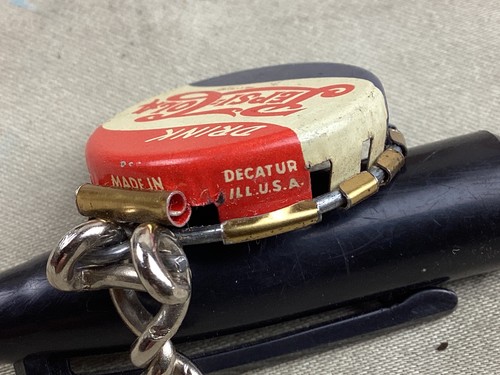 DRINK
PEPSI-COLA
MADE IN
DECATUR
ILL.U.S.A.